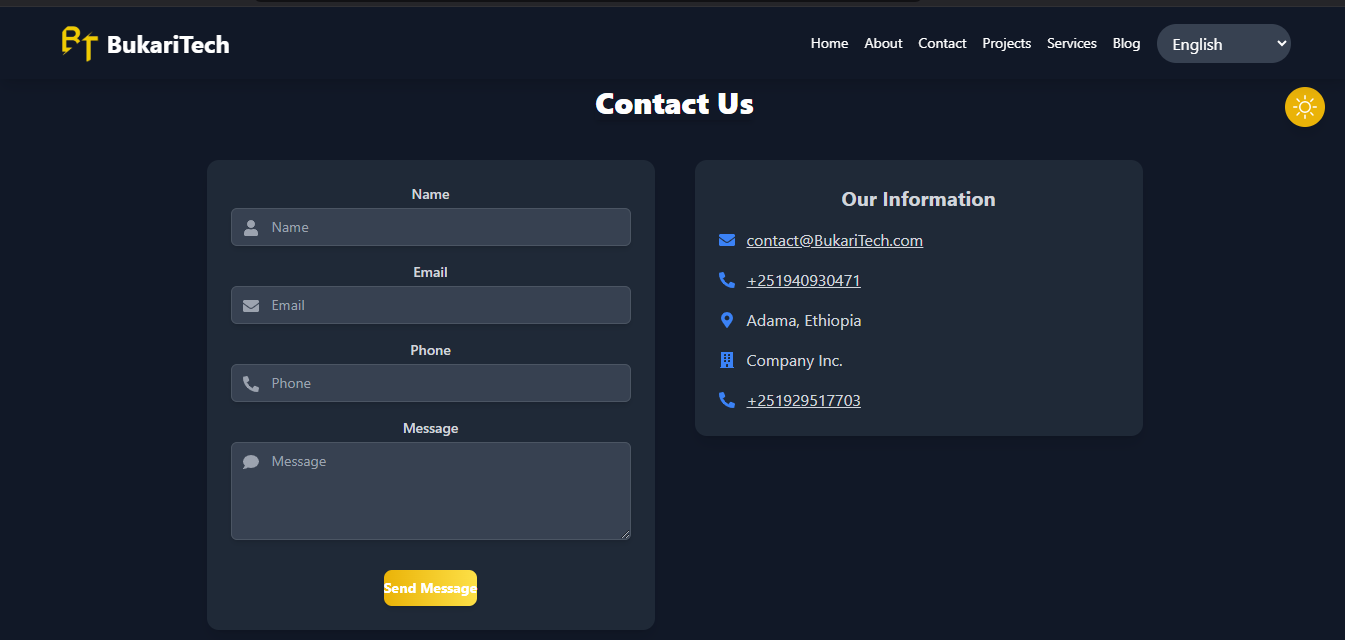 BT BukariTech
Home About Contact Projects Services Blog English
Contact Us
Name
Name
Email
Email
Phone
Phone
Message
Message
Send Message
Our Information
contact@BukariTech.com
+251940930471
Adama, Ethiopia
Company Inc.
+251929517703